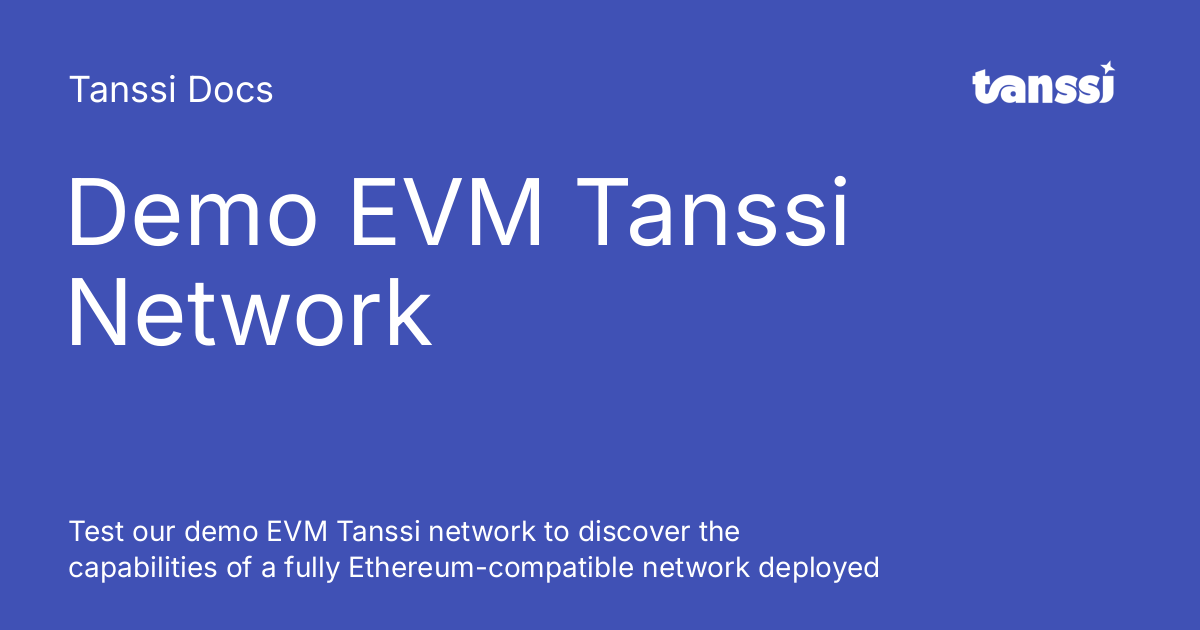 Tanssi Docs
tanssi
Demo EVM Tanssi
Network
Test our demo EVM Tanssi network to discover the
capabilities of a fully Ethereum-compatible network deployed